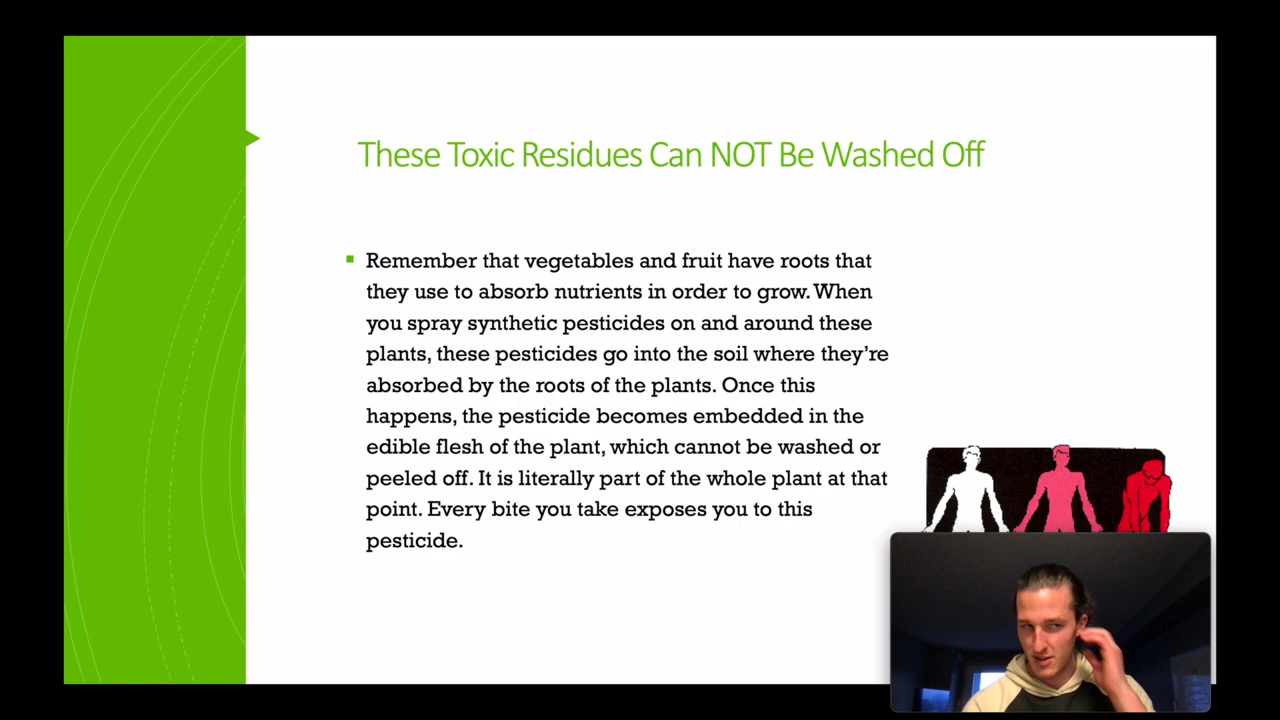 These Toxic Residues Can NOT Be Washed Off
Remember that vegetables and fruit have roots that
they use to absorb nutrients in order to grow. When
you spray synthetic pesticides on and around these
plants, these pesticides go into the soil where they’re
absorbed by the roots of the plants. Once this
happens, the pesticide becomes embedded in the
edible flesh of the plant, which cannot be washed or
peeled off. It is literally part of the whole plant at that
point. Every bite you take exposes you to this
pesticide.